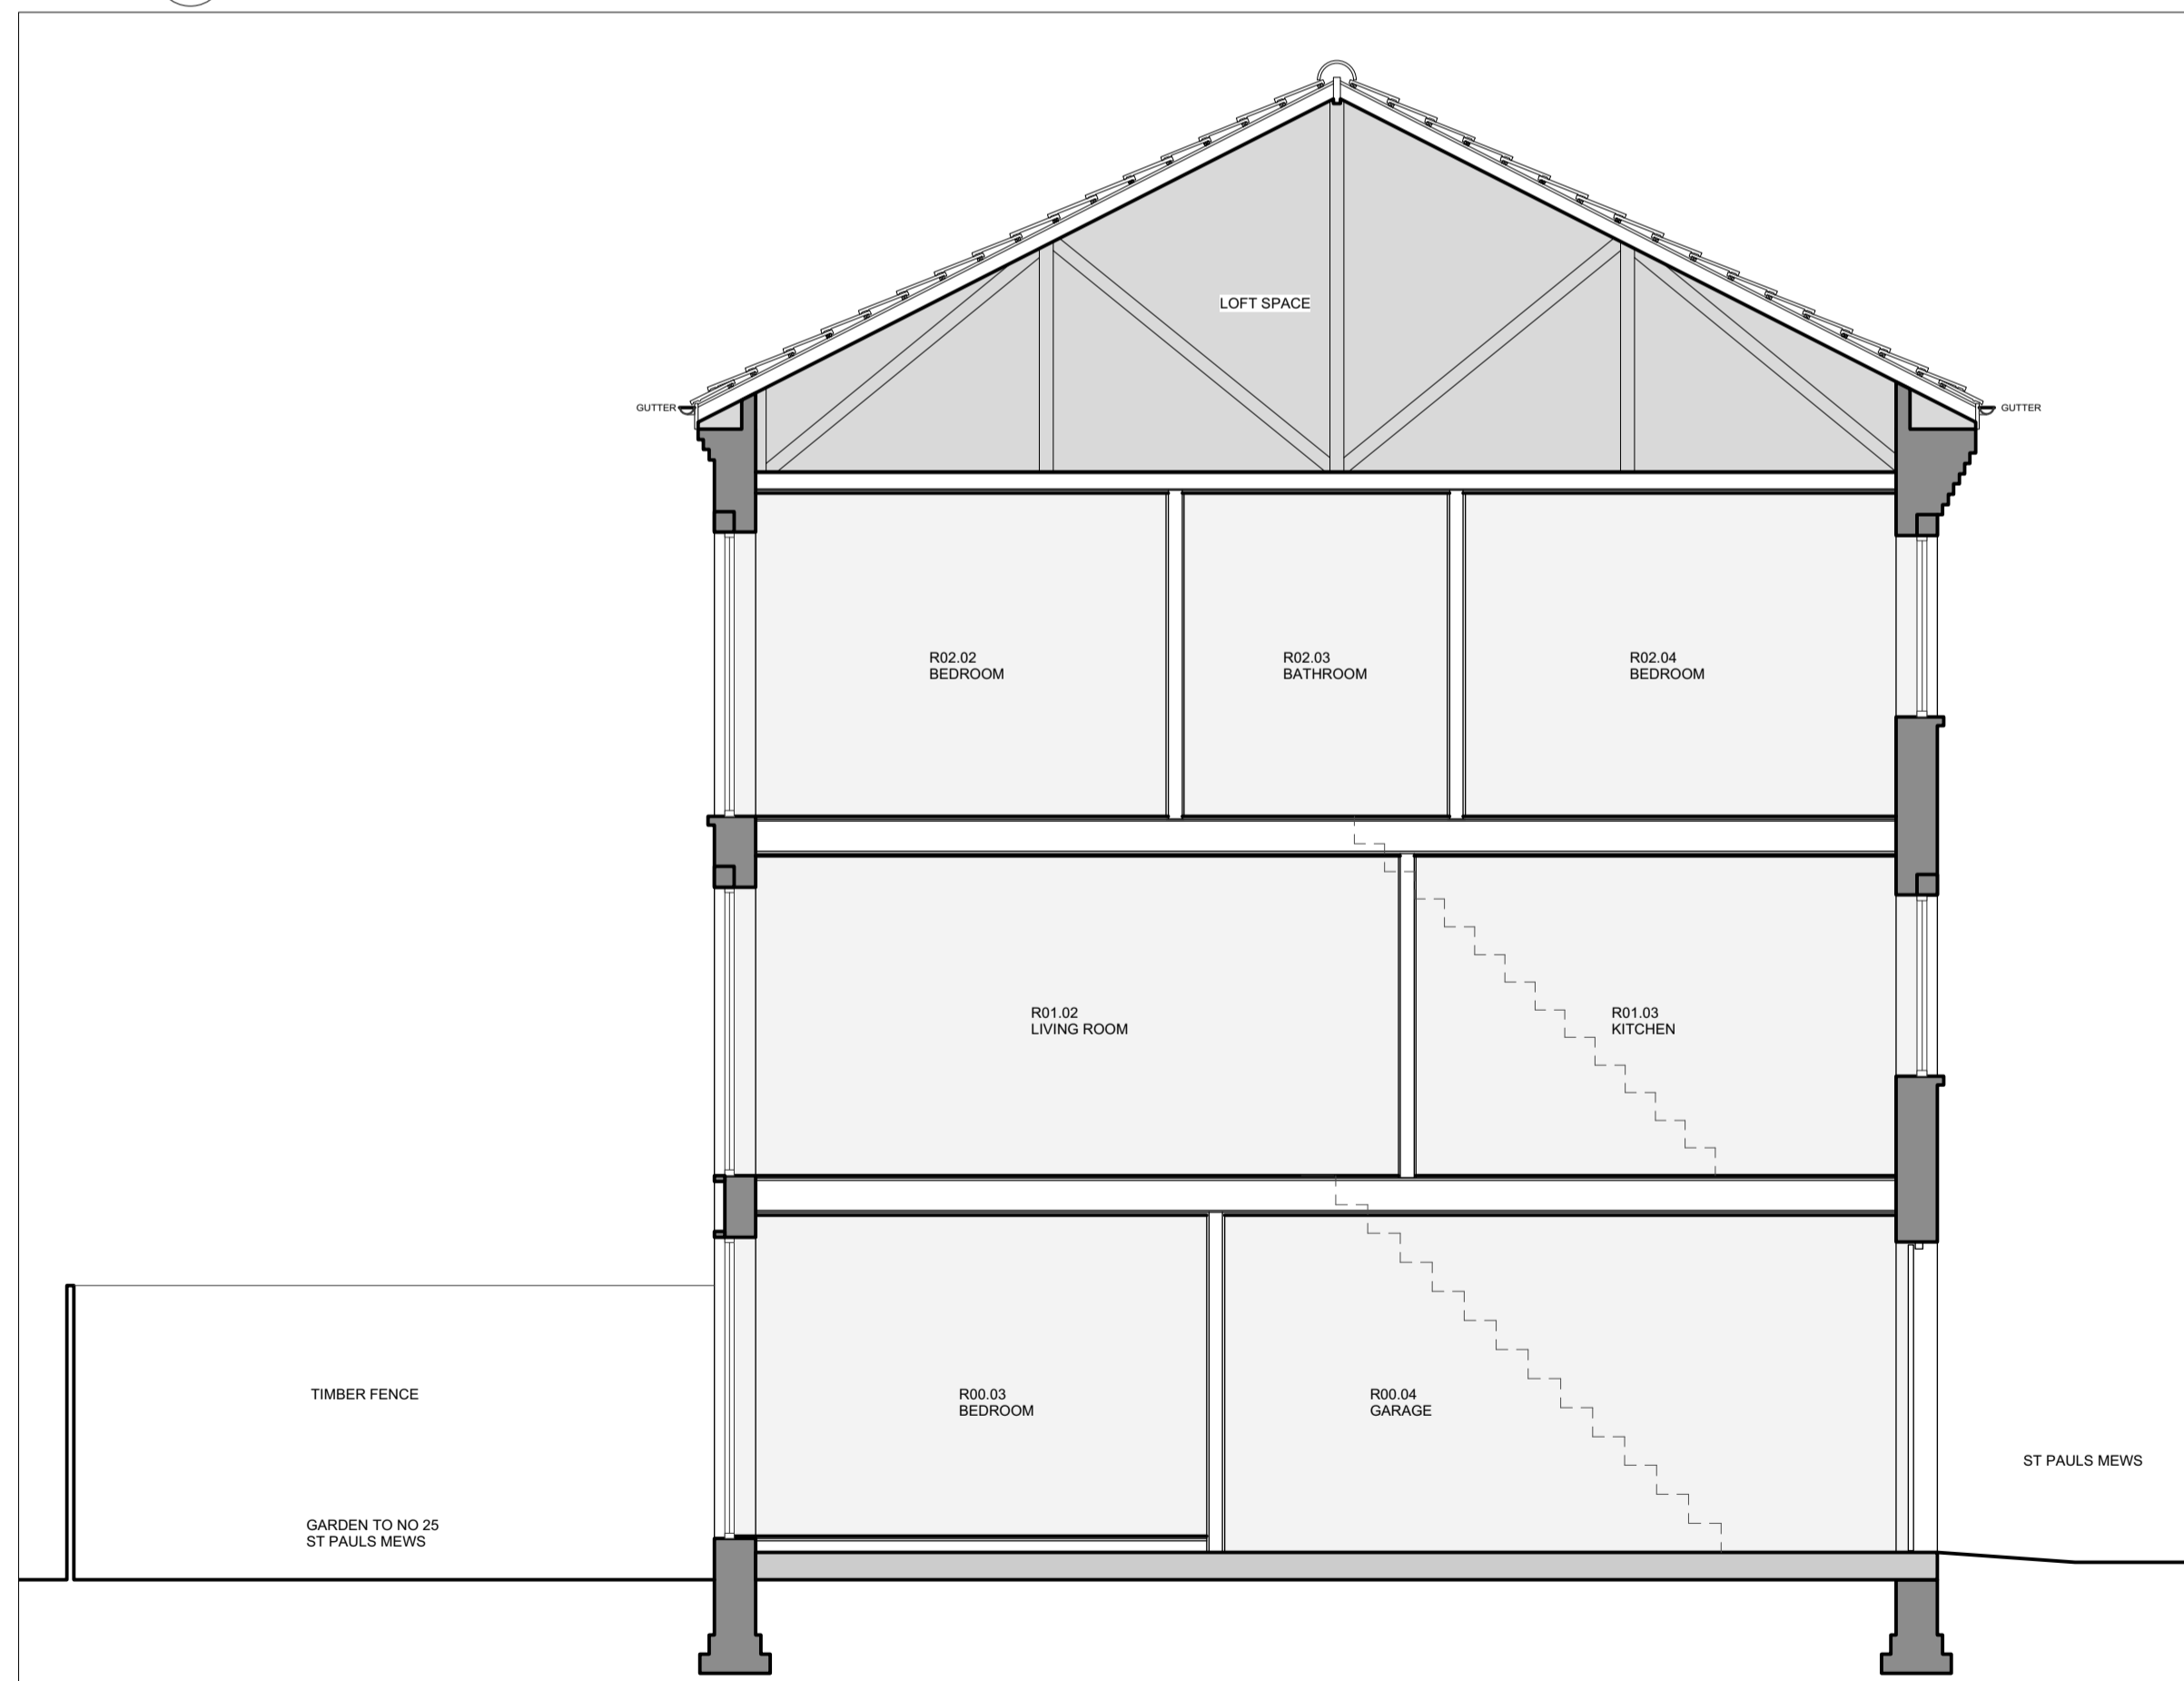 LOFT SPACE
GUTTER
GUTTER
R02.02
BEDROOM
R02.03
BATHROOM
R02.04
BEDROOM
R01.02
LIVING ROOM
R01.03
KITCHEN
TIMBER FENCE
R00.03
BEDROOM
R00.04
GARAGE
ST PAULS MEWS
GARDEN TO NO 25
ST PAULS MEWS